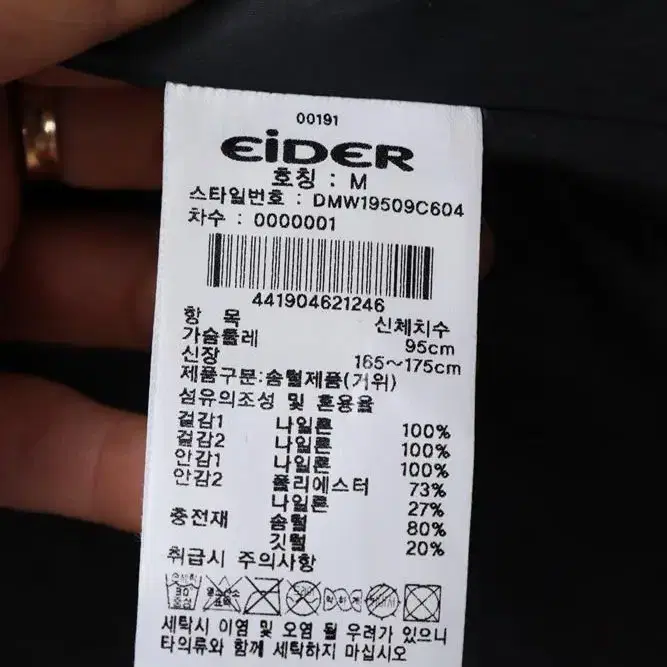 00191
EiDER
호칭 : M
스타일번호 : DMW19509C604
차수 : 0000001
441904621246
항 목 신체치수
가슴둘레 95cm
신장 165~175cm
제품구분:솜털제품(거위)
섬유의조성 및 혼용율
겉감1 나일론 100%
겉감2 나일론 100%
안감1 나일론 100%
안감2 폴리에스터 73%
나일론 27%
충전재 솜털 80%
깃털 20%
취급시 주의사항
30
중성
세탁시 이염 및 오염 될 우려가 있으니
타의류와 함께 세탁하지 마십시오